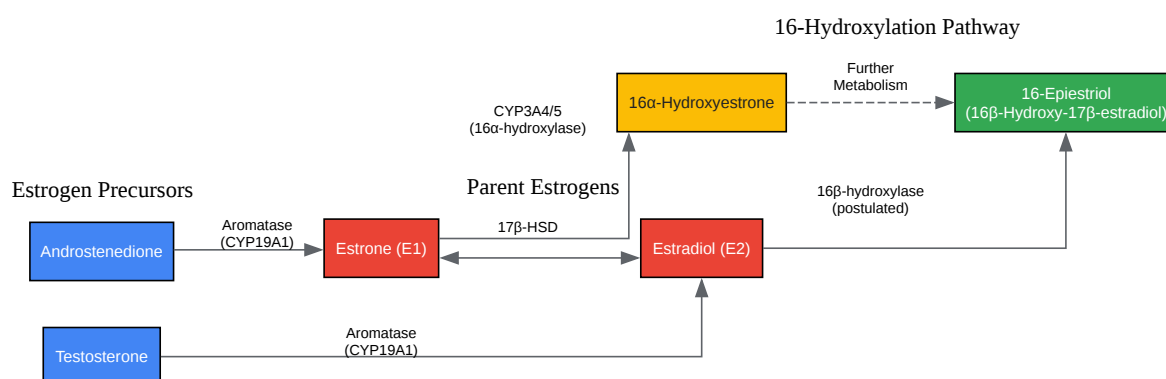 16-Hydroxylation Pathway
Further
Metabolism
16α-Hydroxyestrone
16-Epiestriol
(16β-Hydroxy-17β-estradiol)
CYP3A4/5
(16α-hydroxylase)
Estrogen Precursors
Parent Estrogens
16β-hydroxylase
(postulated)
Aromatase
(CYP19A1)
17β-HSD
Androstenedione
Estrone (E1)
Estradiol (E2)
Aromatase
(CYP19A1)
Testosterone